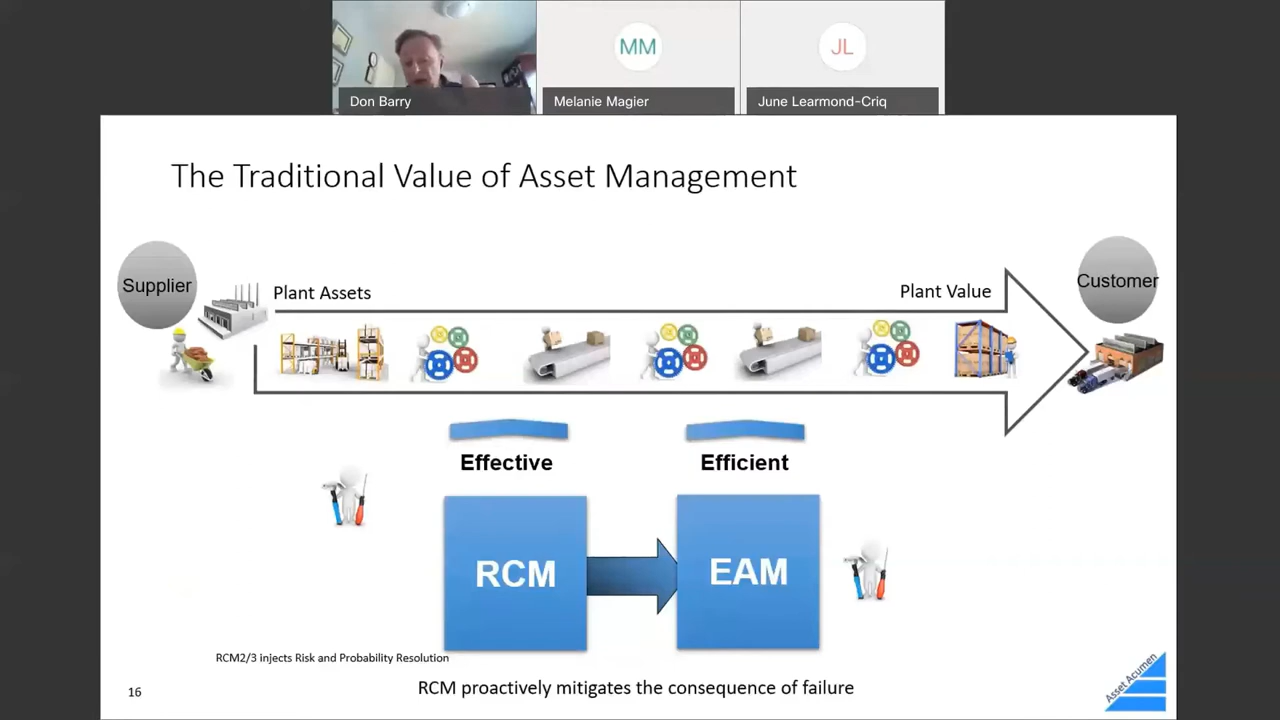 MM
JL
Don Barry
Melanie Magier
June Learmond-Criq
The Traditional Value of Asset Management
Supplier
Plant Assets
Plant Value
Customer
Effective
Efficient
RCM
EAM
RCM2/3 injects Risk and Probability Resolution
16
RCM proactively mitigates the consequence of failure
Asset Acumen